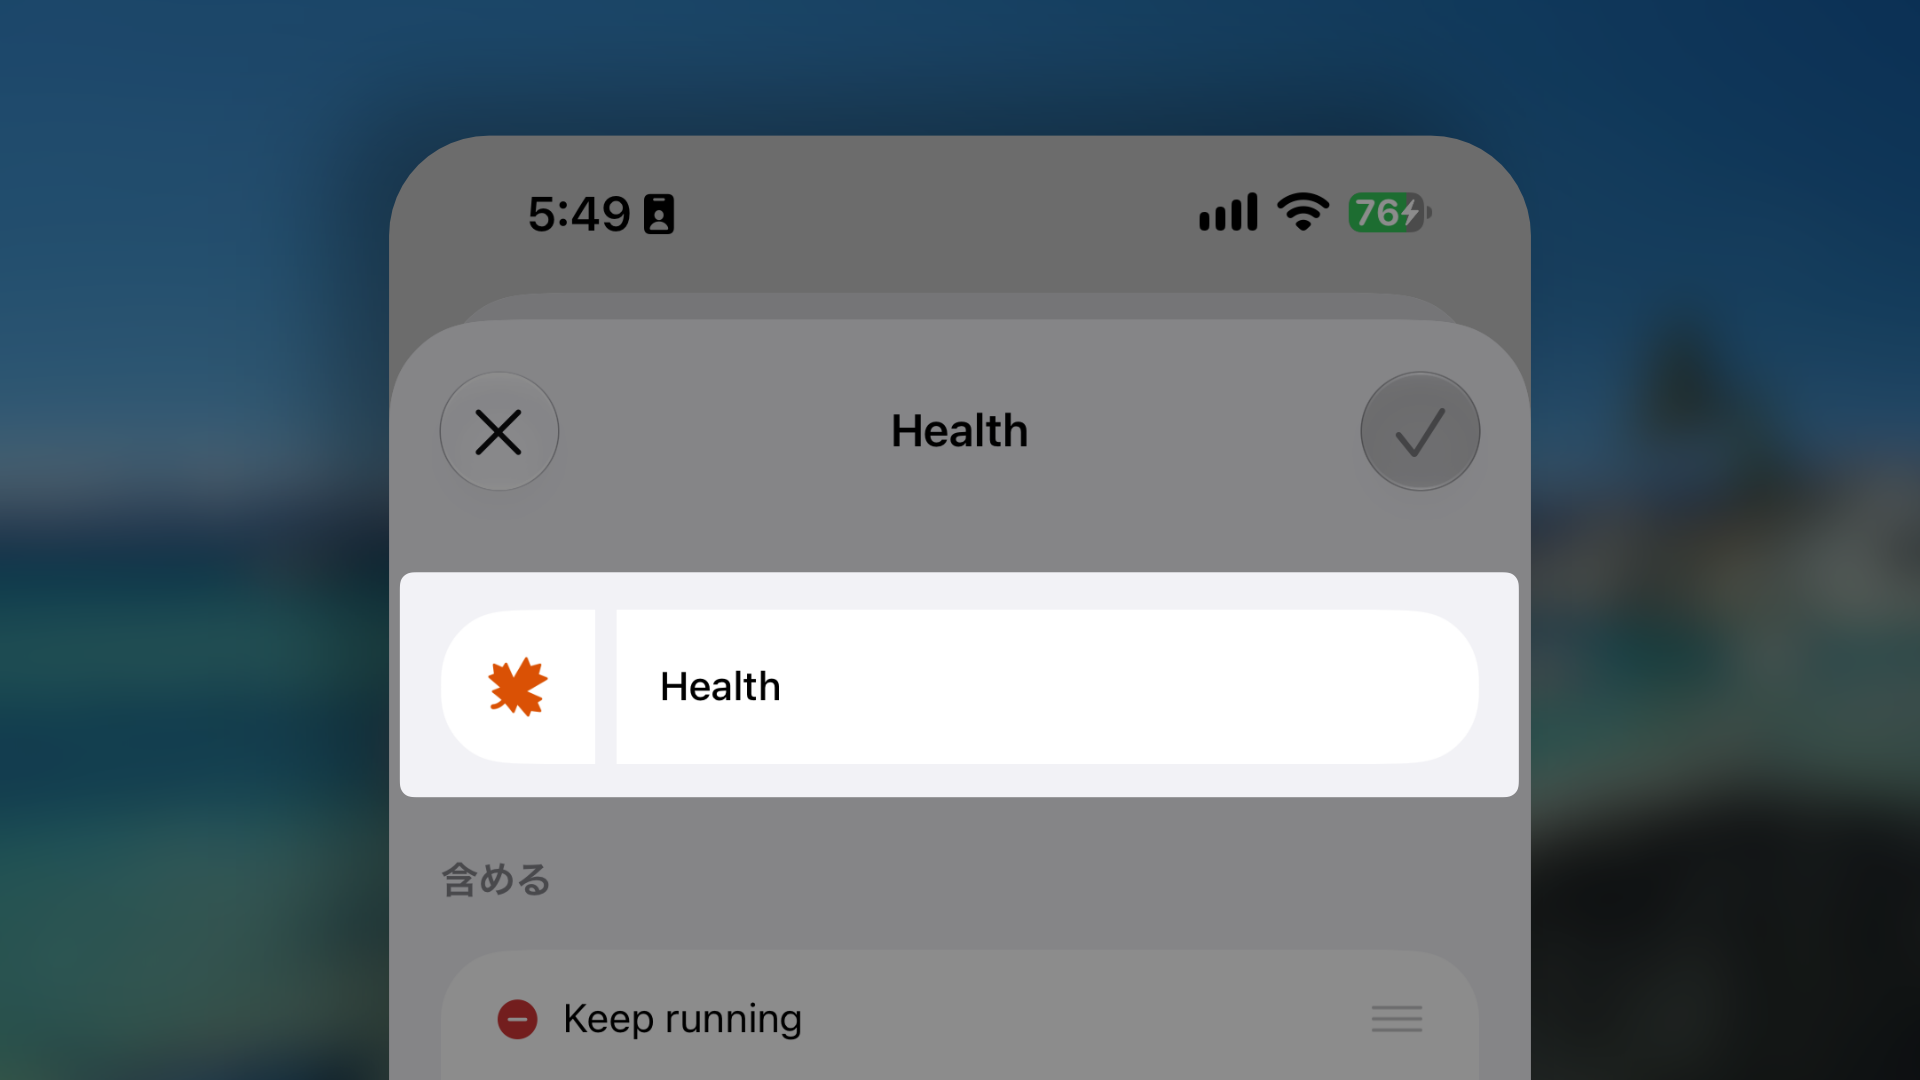 5:49
76
Health
Health
含める
Keep running